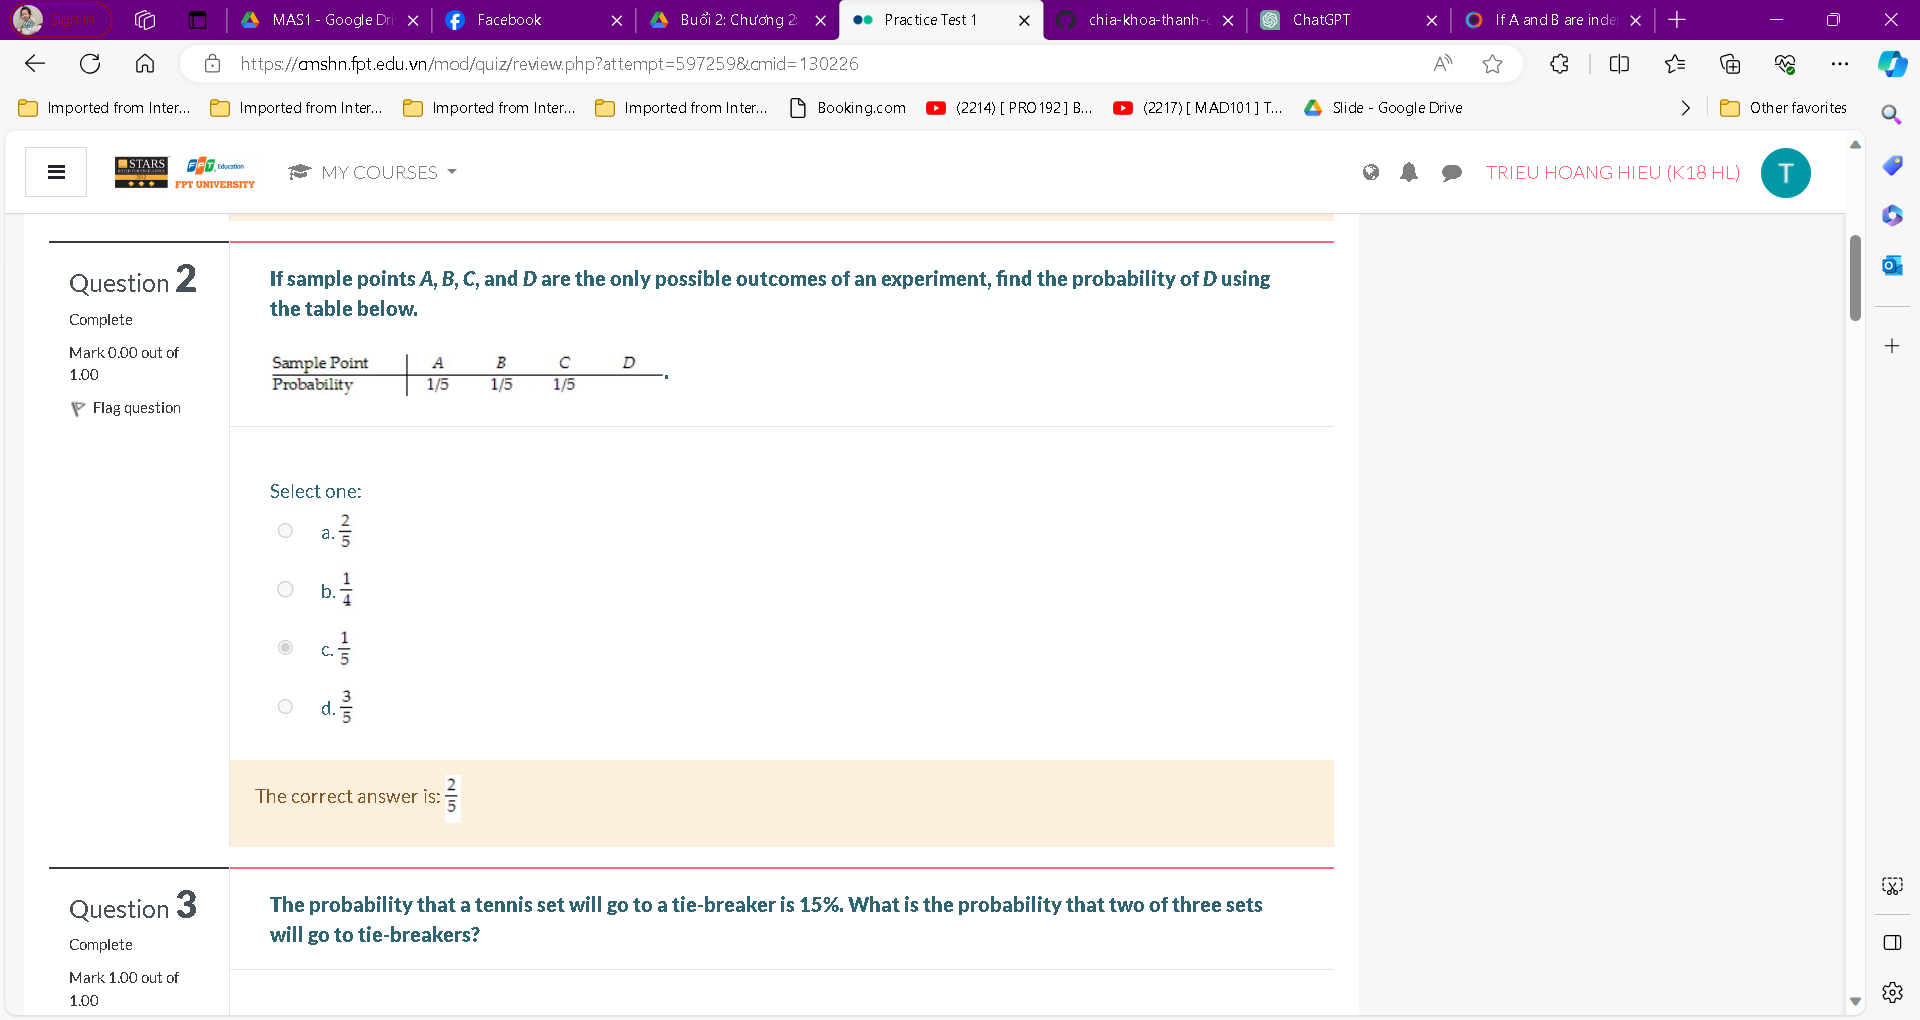 Sign in
MAS1 - Google Dri
Facebook
Buổi 2: Chương 2:
Practice Test 1
chia-khoa-thanh-c
ChatGPT
If A and B are inde
https://cmshn.fpt.edu.vn/mod/quiz/review.php?attempt=597259&cmid=130226
Imported from Inter...
Imported from Inter...
Imported from Inter...
Imported from Inter...
Booking.com
(2214) [ PRO192 ] B...
(2217) [ MAD101 ] T...
Slide - Google Drive
Other favorites
STARS
FPT Education
FPT UNIVERSITY
MY COURSES
TRIEU HOANG HIEU (K18 HL)
T
Question 2
Complete
Mark 0.00 out of
1.00
Flag question
If sample points A, B, C, and D are the only possible outcomes of an experiment, find the probability of D using
the table below.
Sample Point A B C D
Probability 1/5 1/5 1/5 .
Select one:
a. 2/5
b. 1/4
c. 1/5
d. 3/5
The correct answer is: 2/5
Question 3
Complete
Mark 1.00 out of
1.00
The probability that a tennis set will go to a tie-breaker is 15%. What is the probability that two of three sets
will go to tie-breakers?